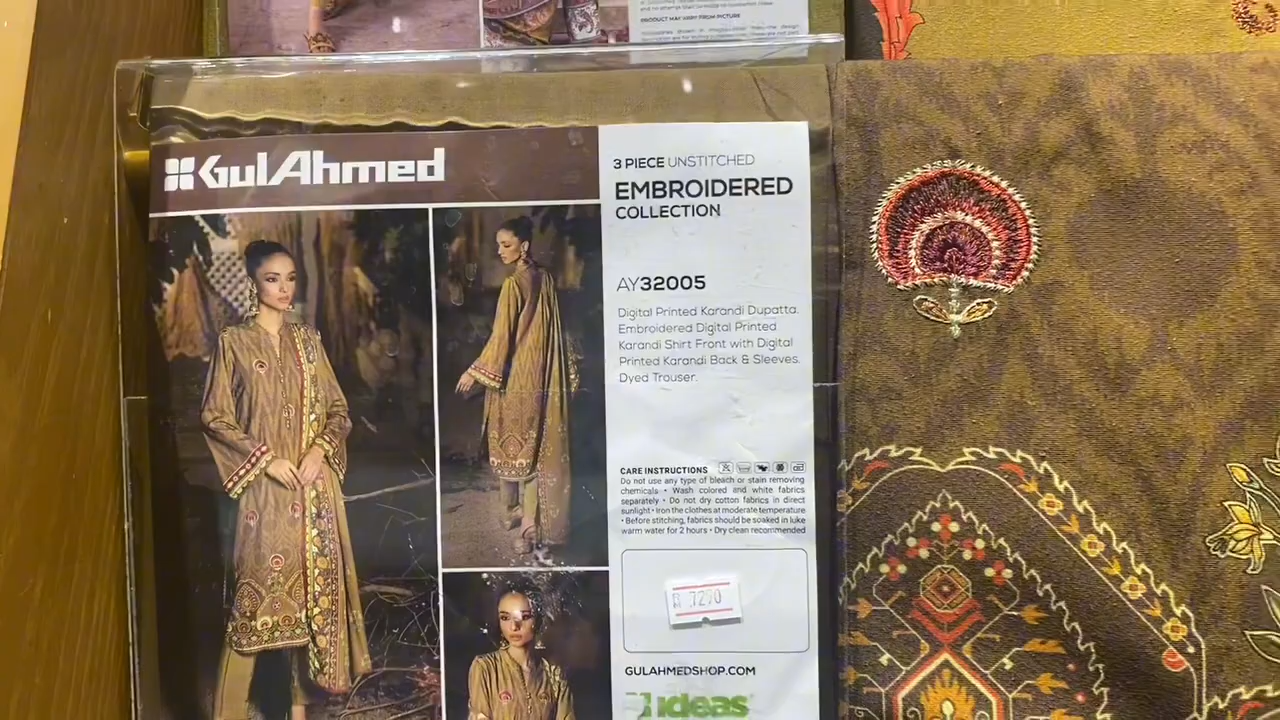 PRODUCT MAY VERY FROM PICTURE
GulAhmed
3 PIECE UNSTITCHED
EMBROIDERED
COLLECTION
AY32005
Digital Printed Karandi Dupatta.
Embroidered Digital Printed
Karandi Shirt Front with Digital
Printed Karandi Back & Sleeves.
Dyed Trouser.
CARE INSTRUCTIONS
Do not use any type of bleach or stain removing
chemicals • Wash colored and white fabrics
separately • Do not dry cotton fabrics in direct
sunlight • Iron the clothes at moderate temperature
• Before stitching, fabrics should be soaked in luke
warm water for 2 hours • Dry clean recommended
7290
GULAHMEDSHOP.COM
ideas